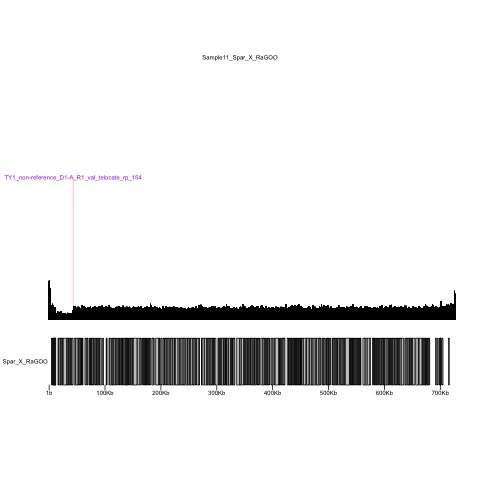 Sample11_Spar_X_RaGOO
TY1_non-reference_D1-A_R1_val_telocate_rp_154
Spar_X_RaGOO
1b 100Kb 200Kb 300Kb 400Kb 500Kb 600Kb 700Kb